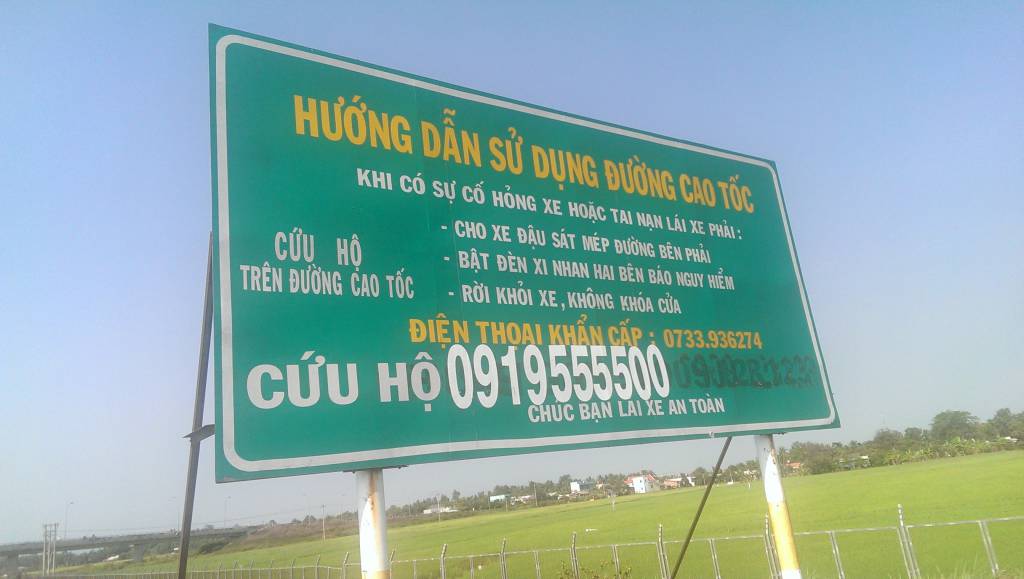 HƯỚNG DẪN SỬ DỤNG ĐƯỜNG CAO TỐC
KHI CÓ SỰ CỐ HỎNG XE HOẶC TAI NẠN LÁI XE PHẢI :
CỨU HỘ
TRÊN ĐƯỜNG CAO TỐC
- CHO XE ĐẬU SÁT MÉP ĐƯỜNG BÊN PHẢI
- BẬT ĐÈN XI NHAN HAI BÊN BÁO NGUY HIỂM
- RỜI KHỎI XE , KHÔNG KHÓA CỬA
ĐIỆN THOẠI KHẨN CẤP : 0733.936274
CỨU HỘ 0919555500
CHÚC BẠN LÁI XE AN TOÀN